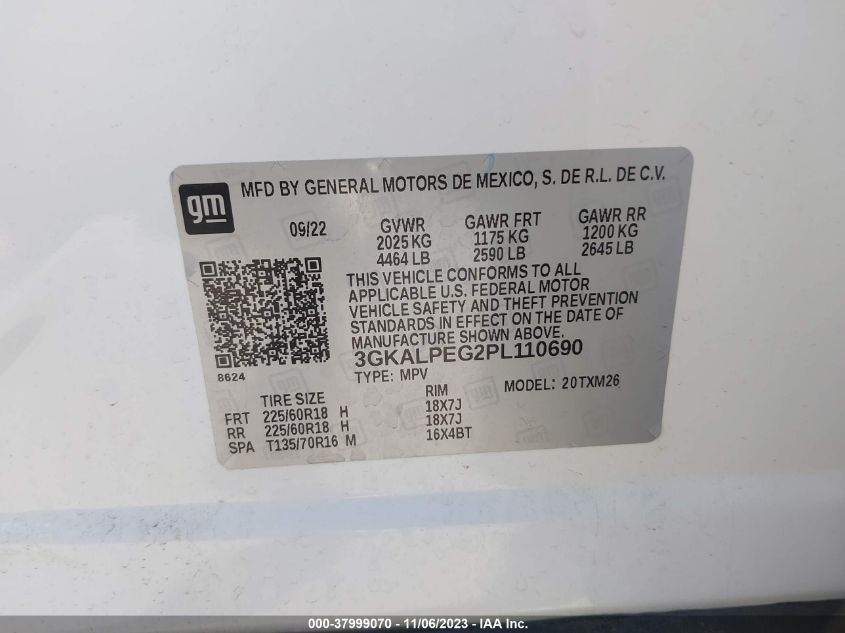 gm
MFD BY GENERAL MOTORS DE MEXICO, S. DE R.L. DE C.V.
09/22 GVWR GAWR FRT GAWR RR
2025 KG 1175 KG 1200 KG
4464 LB 2590 LB 2645 LB
THIS VEHICLE CONFORMS TO ALL
APPLICABLE U.S. FEDERAL MOTOR
VEHICLE SAFETY AND THEFT PREVENTION
STANDARDS IN EFFECT ON THE DATE OF
MANUFACTURE SHOWN ABOVE.
3GKALPEG2PL110690
8624
TYPE: MPV MODEL: 20TXM26
TIRE SIZE RIM
FRT 225/60R18 H 18X7J
RR 225/60R18 H 18X7J
SPA T135/70R16 M 16X4BT
000-37999070 - 11/06/2023 - IAA Inc.